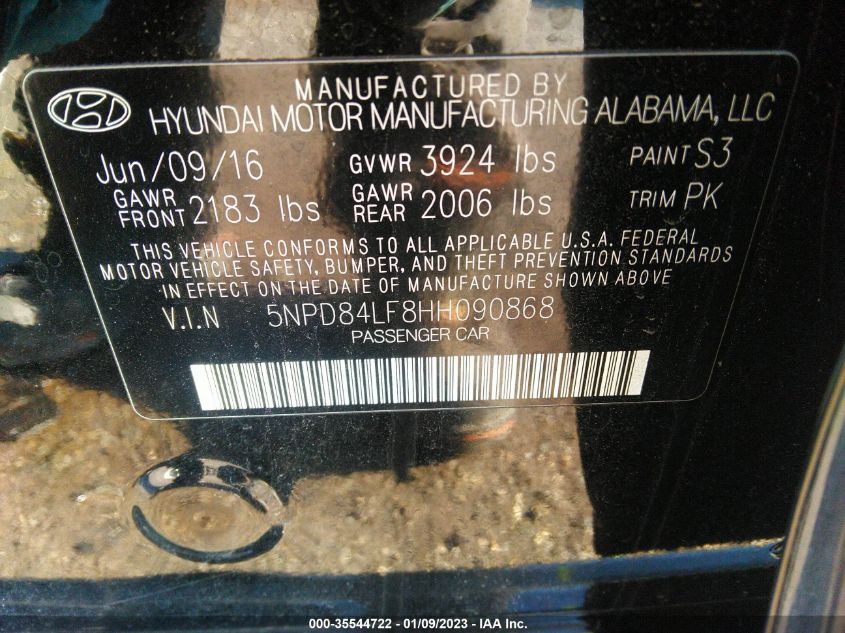 MANUFACTURED BY
HYUNDAI MOTOR MANUFACTURING ALABAMA, LLC
Jun/09/16 GVWR 3924 lbs PAINT S3
GAWR FRONT 2183 lbs GAWR REAR 2006 lbs TRIM PK
THIS VEHICLE CONFORMS TO ALL APPLICABLE U.S.A. FEDERAL
MOTOR VEHICLE SAFETY, BUMPER, AND THEFT PREVENTION STANDARDS
IN EFFECT ON THE DATE OF MANUFACTURE SHOWN ABOVE
V.I.N 5NPD84LF8HH090868
PASSENGER CAR
000-35544722 - 01/09/2023 - IAA Inc.